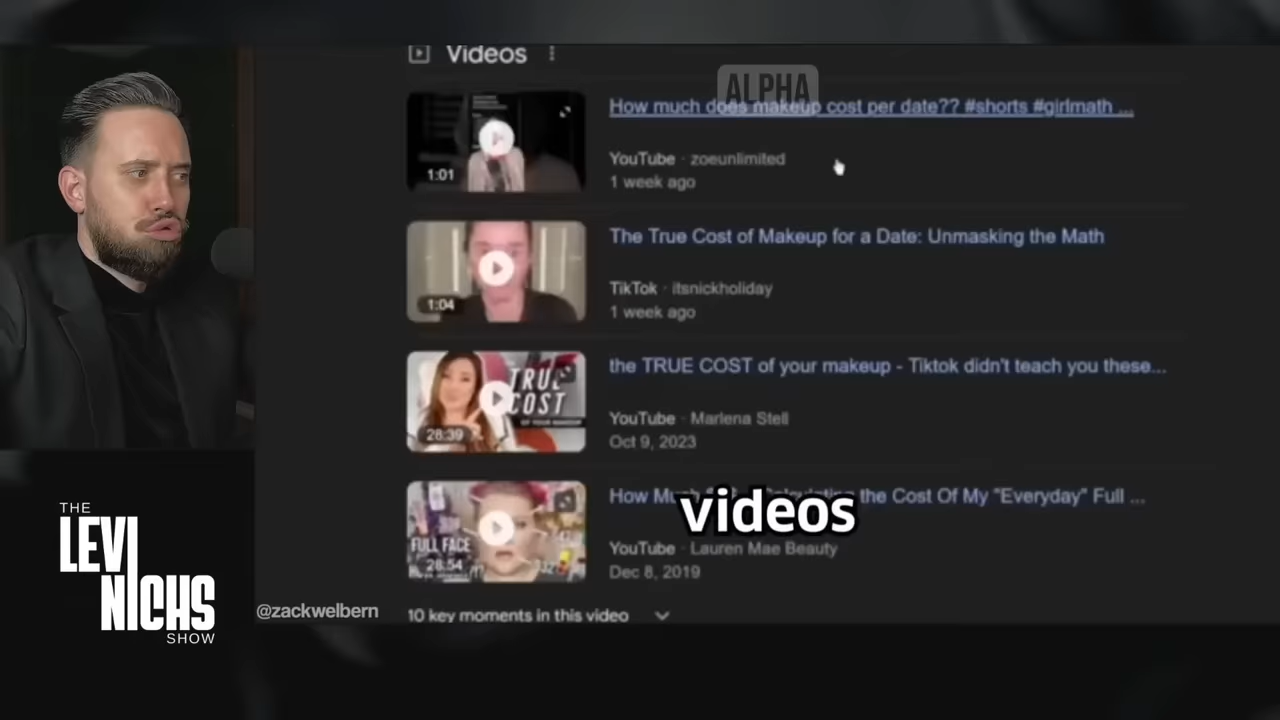 Videos
ALPHA
How much does makeup cost per date?? #shorts #girlmath ...
1:01
YouTube · zoeunlimited
1 week ago
The True Cost of Makeup for a Date: Unmasking the Math
1:04
TikTok · itsnickholiday
1 week ago
the TRUE COST of your makeup - Tiktok didn't teach you these...
TRUE
COST
28:39
YouTube · Marlena Stell
Oct 9, 2023
How Much the Cost Of My "Everyday" Full ...
videos
FULL FACE
28:54
YouTube · Lauren Mae Beauty
Dec 8, 2019
10 key moments in this video
@zackwelbern
THE
LEVI
NICHS
SHOW